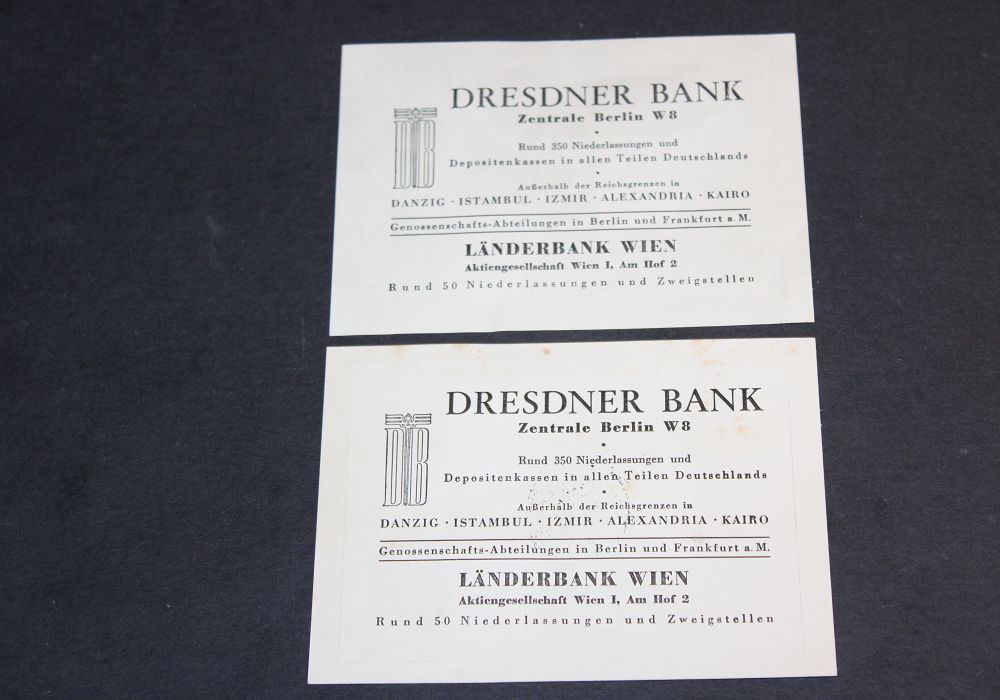 DRESDNER BANK
Zentrale Berlin W 8
•
Rund 350 Niederlassungen und
Depositenkassen in allen Teilen Deutschlands
•
Außerhalb der Reichsgrenzen in
DANZIG · ISTAMBUL · IZMIR · ALEXANDRIA · KAIRO
Genossenschafts-Abteilungen in Berlin und Frankfurt a. M.
LÄNDERBANK WIEN
Aktiengesellschaft Wien I, Am Hof 2
Rund 50 Niederlassungen und Zweigstellen
DB
DRESDNER BANK
Zentrale Berlin W 8
•
Rund 350 Niederlassungen und
Depositenkassen in allen Teilen Deutschlands
•
Außerhalb der Reichsgrenzen in
DANZIG · ISTAMBUL · IZMIR · ALEXANDRIA · KAIRO
Genossenschafts-Abteilungen in Berlin und Frankfurt a. M.
LÄNDERBANK WIEN
Aktiengesellschaft Wien I, Am Hof 2
Rund 50 Niederlassungen und Zweigstellen
DB